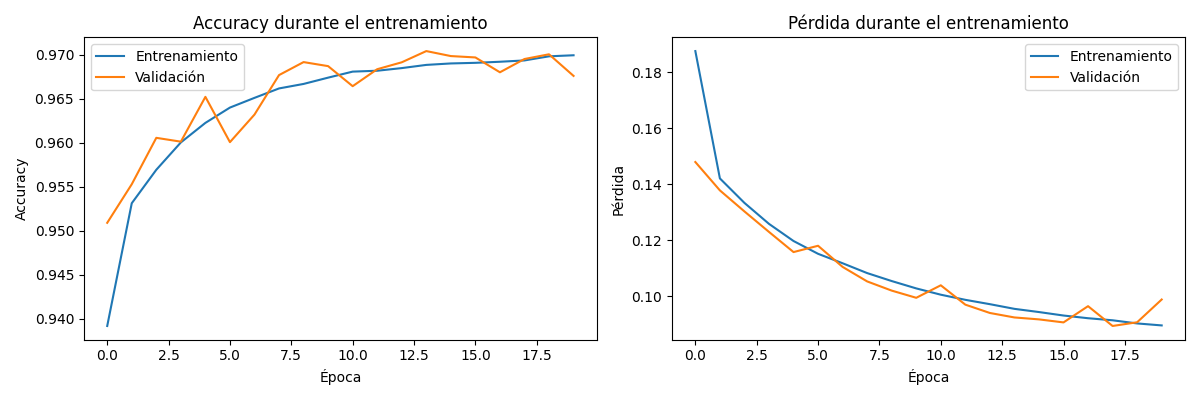 Accuracy durante el entrenamiento
Entrenamiento
Validación
0.970
0.965
0.960
0.955
0.950
0.945
0.940
Accuracy
0.0 2.5 5.0 7.5 10.0 12.5 15.0 17.5
Época
Pérdida durante el entrenamiento
Entrenamiento
Validación
0.18
0.16
0.14
0.12
0.10
Pérdida
0.0 2.5 5.0 7.5 10.0 12.5 15.0 17.5
Época